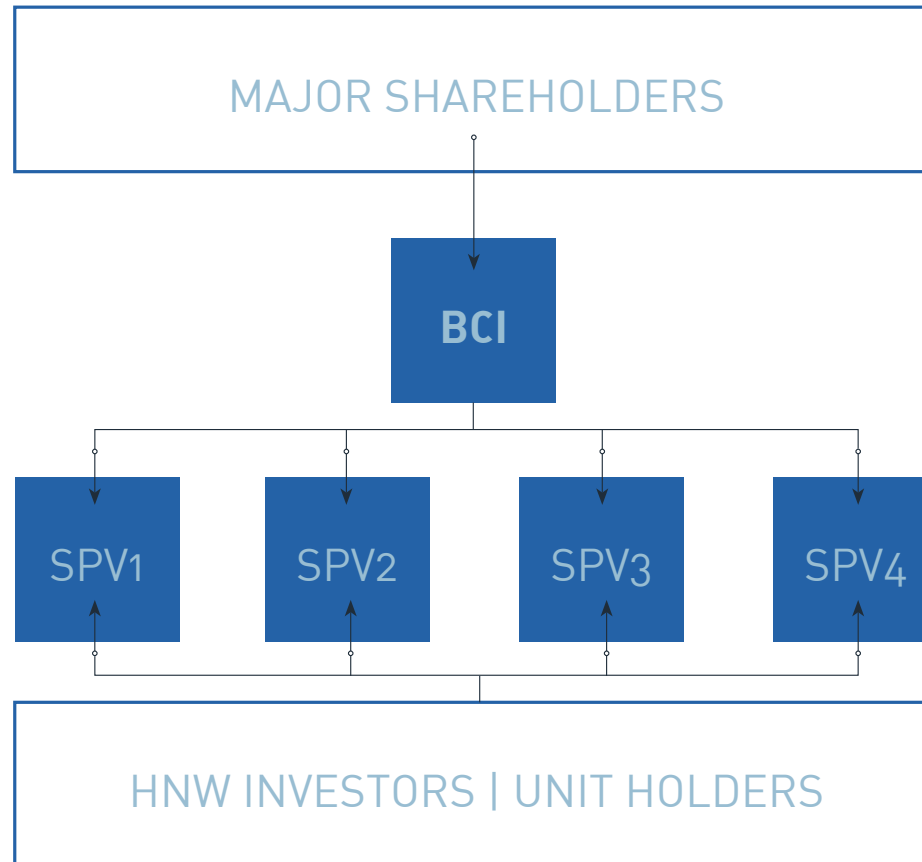 MAJOR SHAREHOLDERS
BCI
SPV1
SPV2
SPV3
SPV4
HNW INVESTORS | UNIT HOLDERS